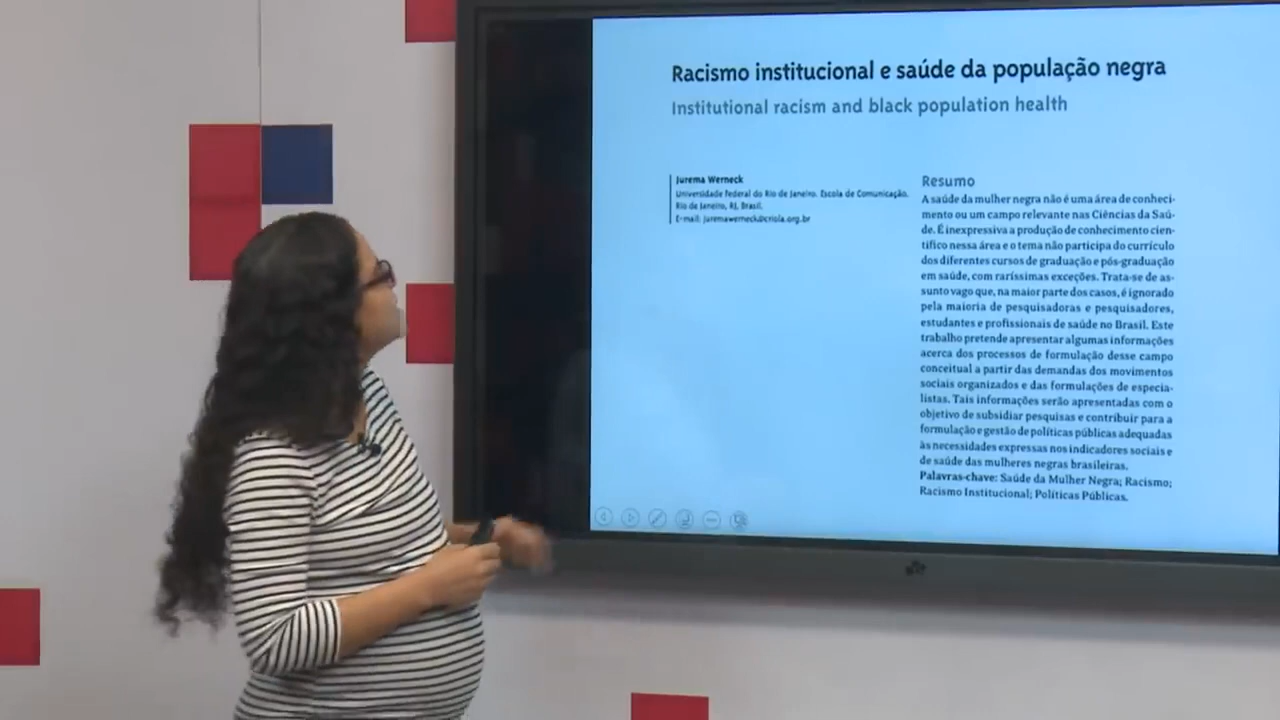 Racismo institucional e saúde da população negra
Institutional racism and black population health
Jurema Werneck
Universidade Federal do Rio de Janeiro. Escola de Comunicação.
Rio de Janeiro, RJ, Brasil.
E-mail: juremawerneck@criola.org.br
Resumo
A saúde da mulher negra não é uma área de conheci-
mento ou um campo relevante nas Ciências da Saú-
de. É inexpressiva a produção de conhecimento cien-
tífico nessa área e o tema não participa do currículo
dos diferentes cursos de graduação e pós-graduação
em saúde, com raríssimas exceções. Trata-se de as-
sunto vago que, na maior parte dos casos, é ignorado
pela maioria de pesquisadoras e pesquisadores,
estudantes e profissionais de saúde no Brasil. Este
trabalho pretende apresentar algumas informações
acerca dos processos de formulação desse campo
conceitual a partir das demandas dos movimentos
sociais organizados e das formulações de especia-
listas. Tais informações serão apresentadas com o
objetivo de subsidiar pesquisas e contribuir para a
formulação e gestão de políticas públicas adequadas
às necessidades expressas nos indicadores sociais e
de saúde das mulheres negras brasileiras.
Palavras-chave: Saúde da Mulher Negra; Racismo;
Racismo Institucional; Políticas Públicas.